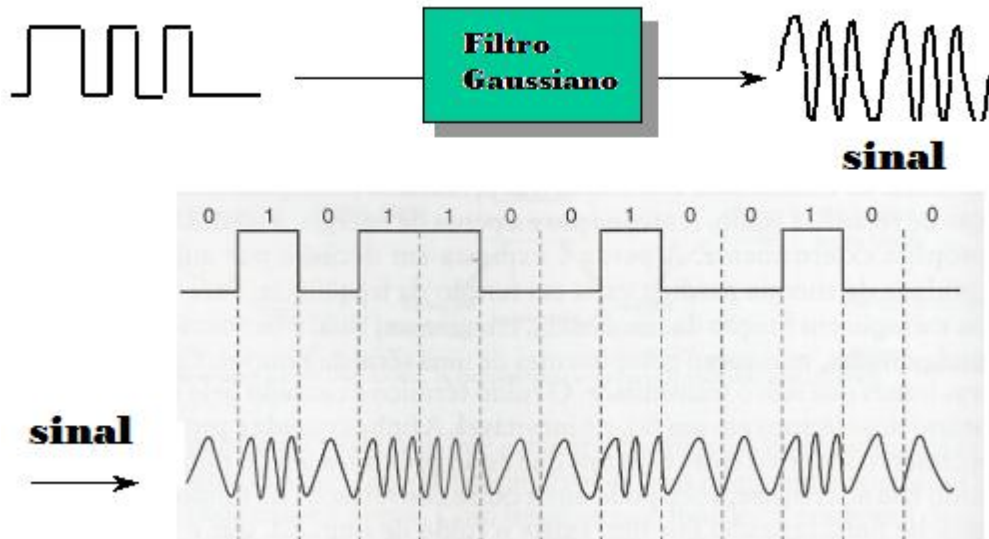 Filtro
Gaussiano
sinal
0 1 0 1 1 0 0 1 0 0 1 0 0
sinal